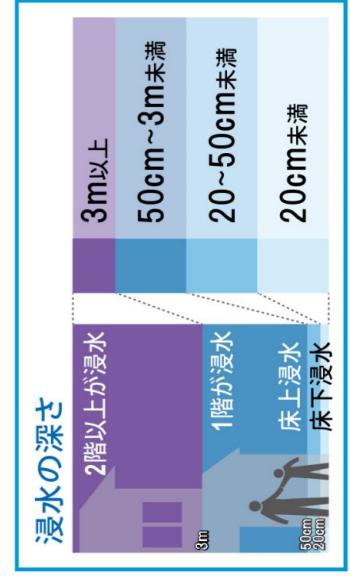 浸水の深さ
2階以上が浸水
1階が浸水
床上浸水
床下浸水
3m
50cm
20cm
3m以上
50cm~3m未満
20~50cm未満
20cm未満